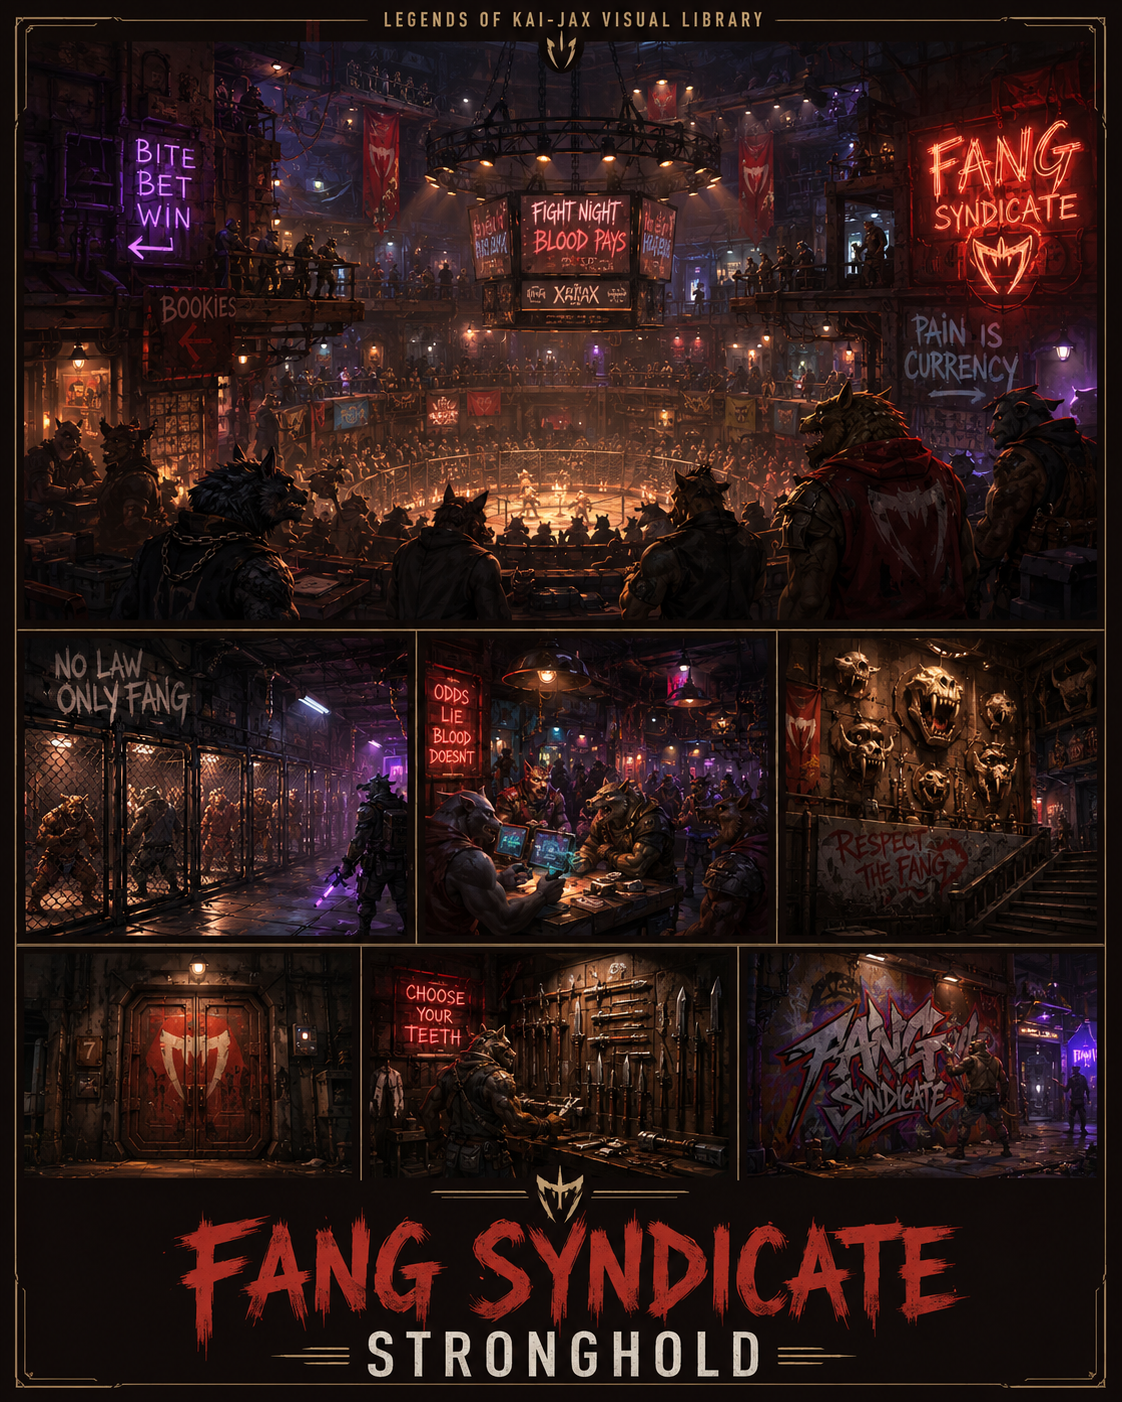 LEGENDS OF KAI-JAX VISUAL LIBRARY
BITE
BET
WIN
FANG
SYNDICATE
FIGHT NIGHT
BLOOD PAYS
BOOKIES
PAIN IS
CURRENCY
NO LAW
ONLY FANG
ODDS
LIE
BLOOD
DOESN'T
RESPECT
THE FANG
7
CHOOSE
YOUR
TEETH
FANG
SYNDICATE
FANG SYNDICATE
STRONGHOLD